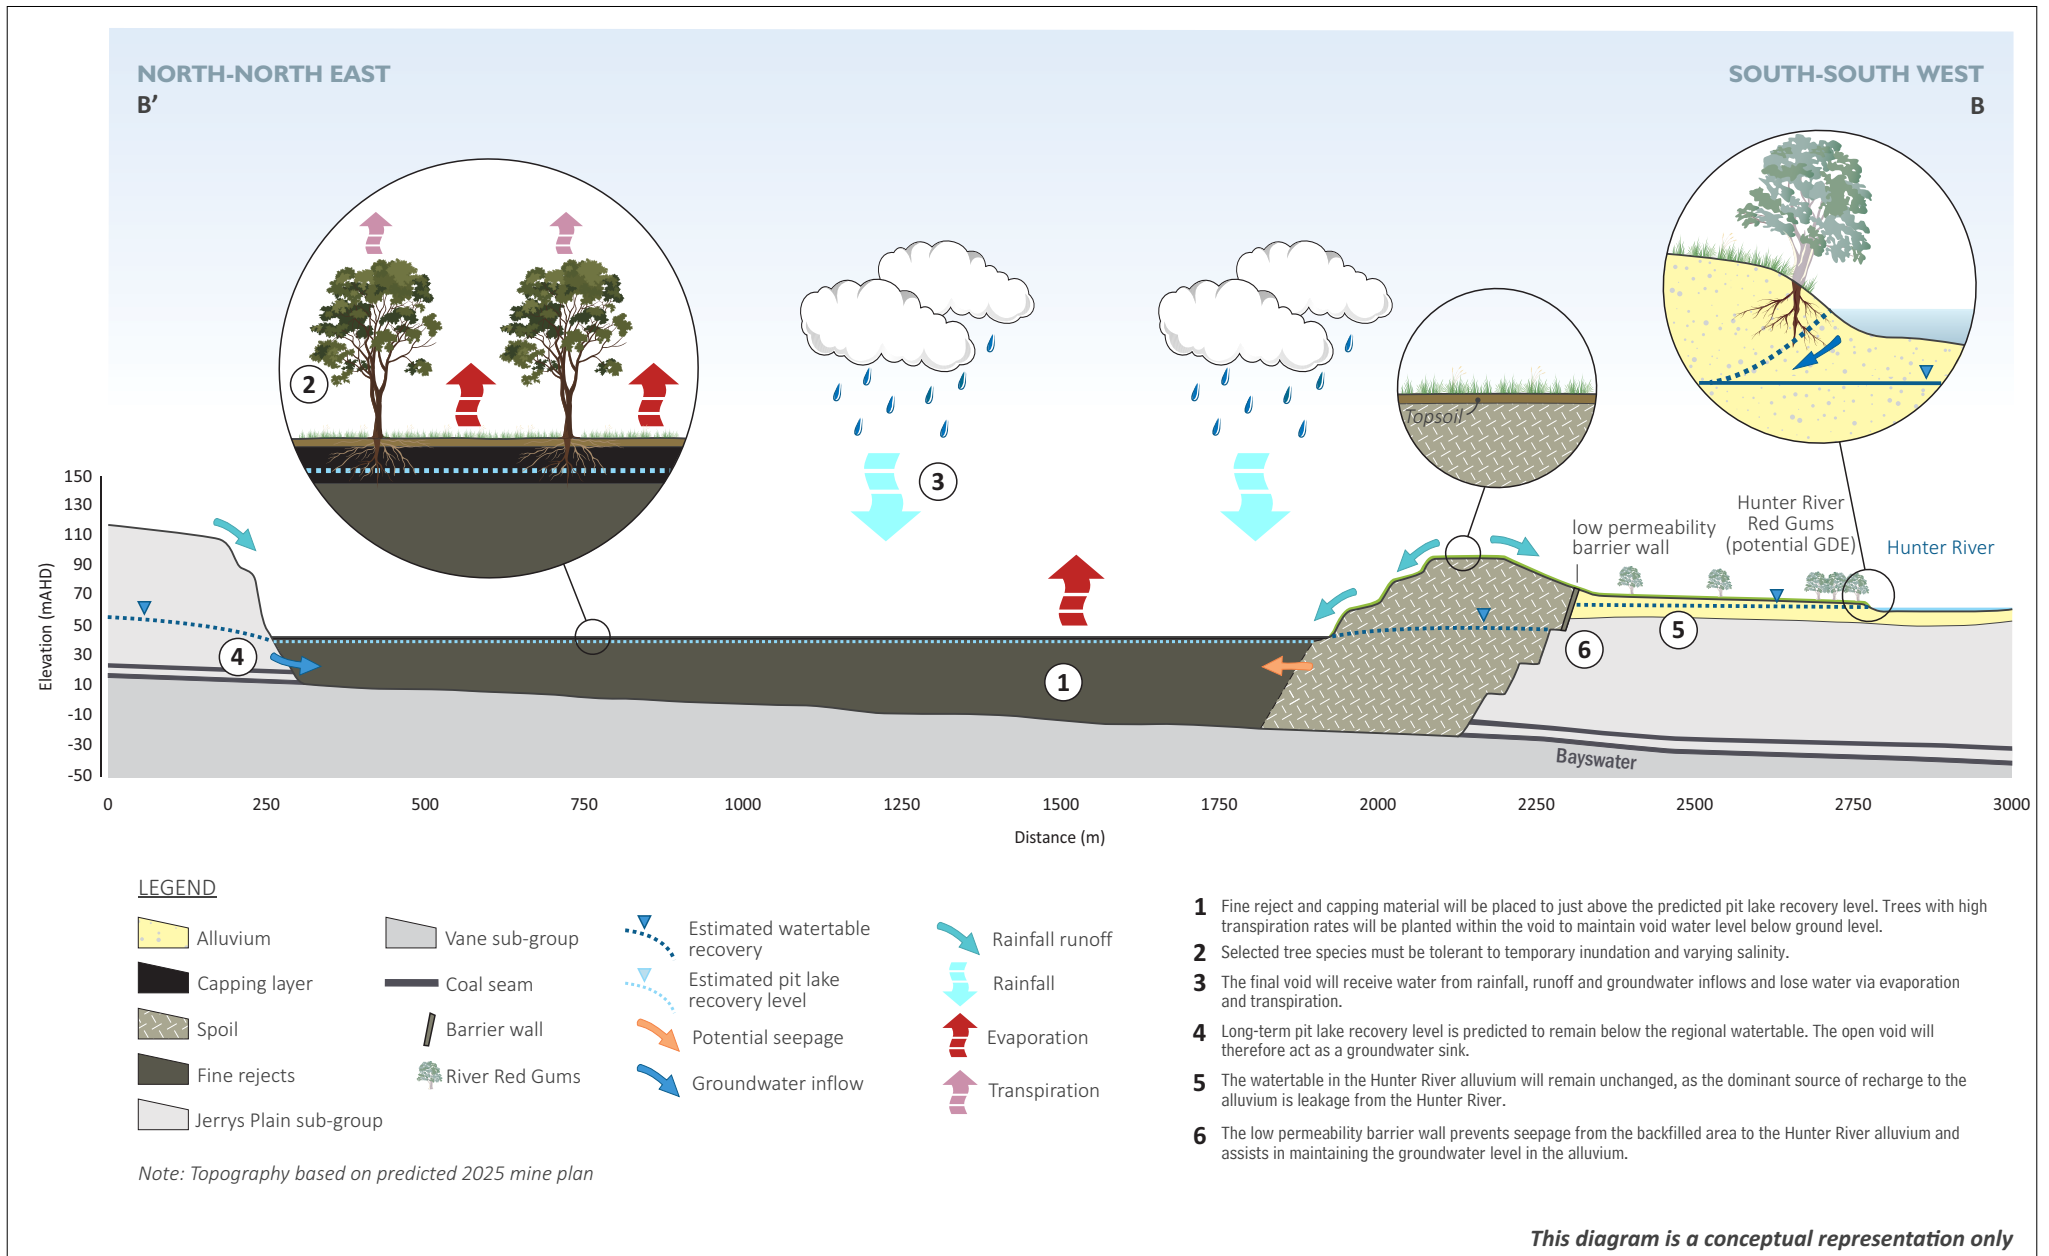 NORTH-NORTH EAST
B’
SOUTH-SOUTH WEST
B
2
3
Topsoil
low permeability
barrier wall
Hunter River
Red Gums
(potential GDE)
Hunter River
Elevation (mAHD)
150
130
110
90
70
50
30
10
-10
-30
-50
4
1
6
5
Bayswater
0
250
500
750
1000
1250
1500
1750
2000
2250
2500
2750
3000
Distance (m)
LEGEND
Alluvium
Capping layer
Spoil
Fine rejects
Jerrys Plain sub-group
Vane sub-group
Coal seam
Barrier wall
River Red Gums
Estimated watertable
recovery
Estimated pit lake
recovery level
Potential seepage
Groundwater inflow
Rainfall runoff
Rainfall
Evaporation
Transpiration
Note: Topography based on predicted 2025 mine plan
1 Fine reject and capping material will be placed to just above the predicted pit lake recovery level. Trees with high
transpiration rates will be planted within the void to maintain void water level below ground level.
2 Selected tree species must be tolerant to temporary inundation and varying salinity.
3 The final void will receive water from rainfall, runoff and groundwater inflows and lose water via evaporation
and transpiration.
4 Long-term pit lake recovery level is predicted to remain below the regional watertable. The open void will
therefore act as a groundwater sink.
5 The watertable in the Hunter River alluvium will remain unchanged, as the dominant source of recharge to the
alluvium is leakage from the Hunter River.
6 The low permeability barrier wall prevents seepage from the backfilled area to the Hunter River alluvium and
assists in maintaining the groundwater level in the alluvium.
This diagram is a conceptual representation only